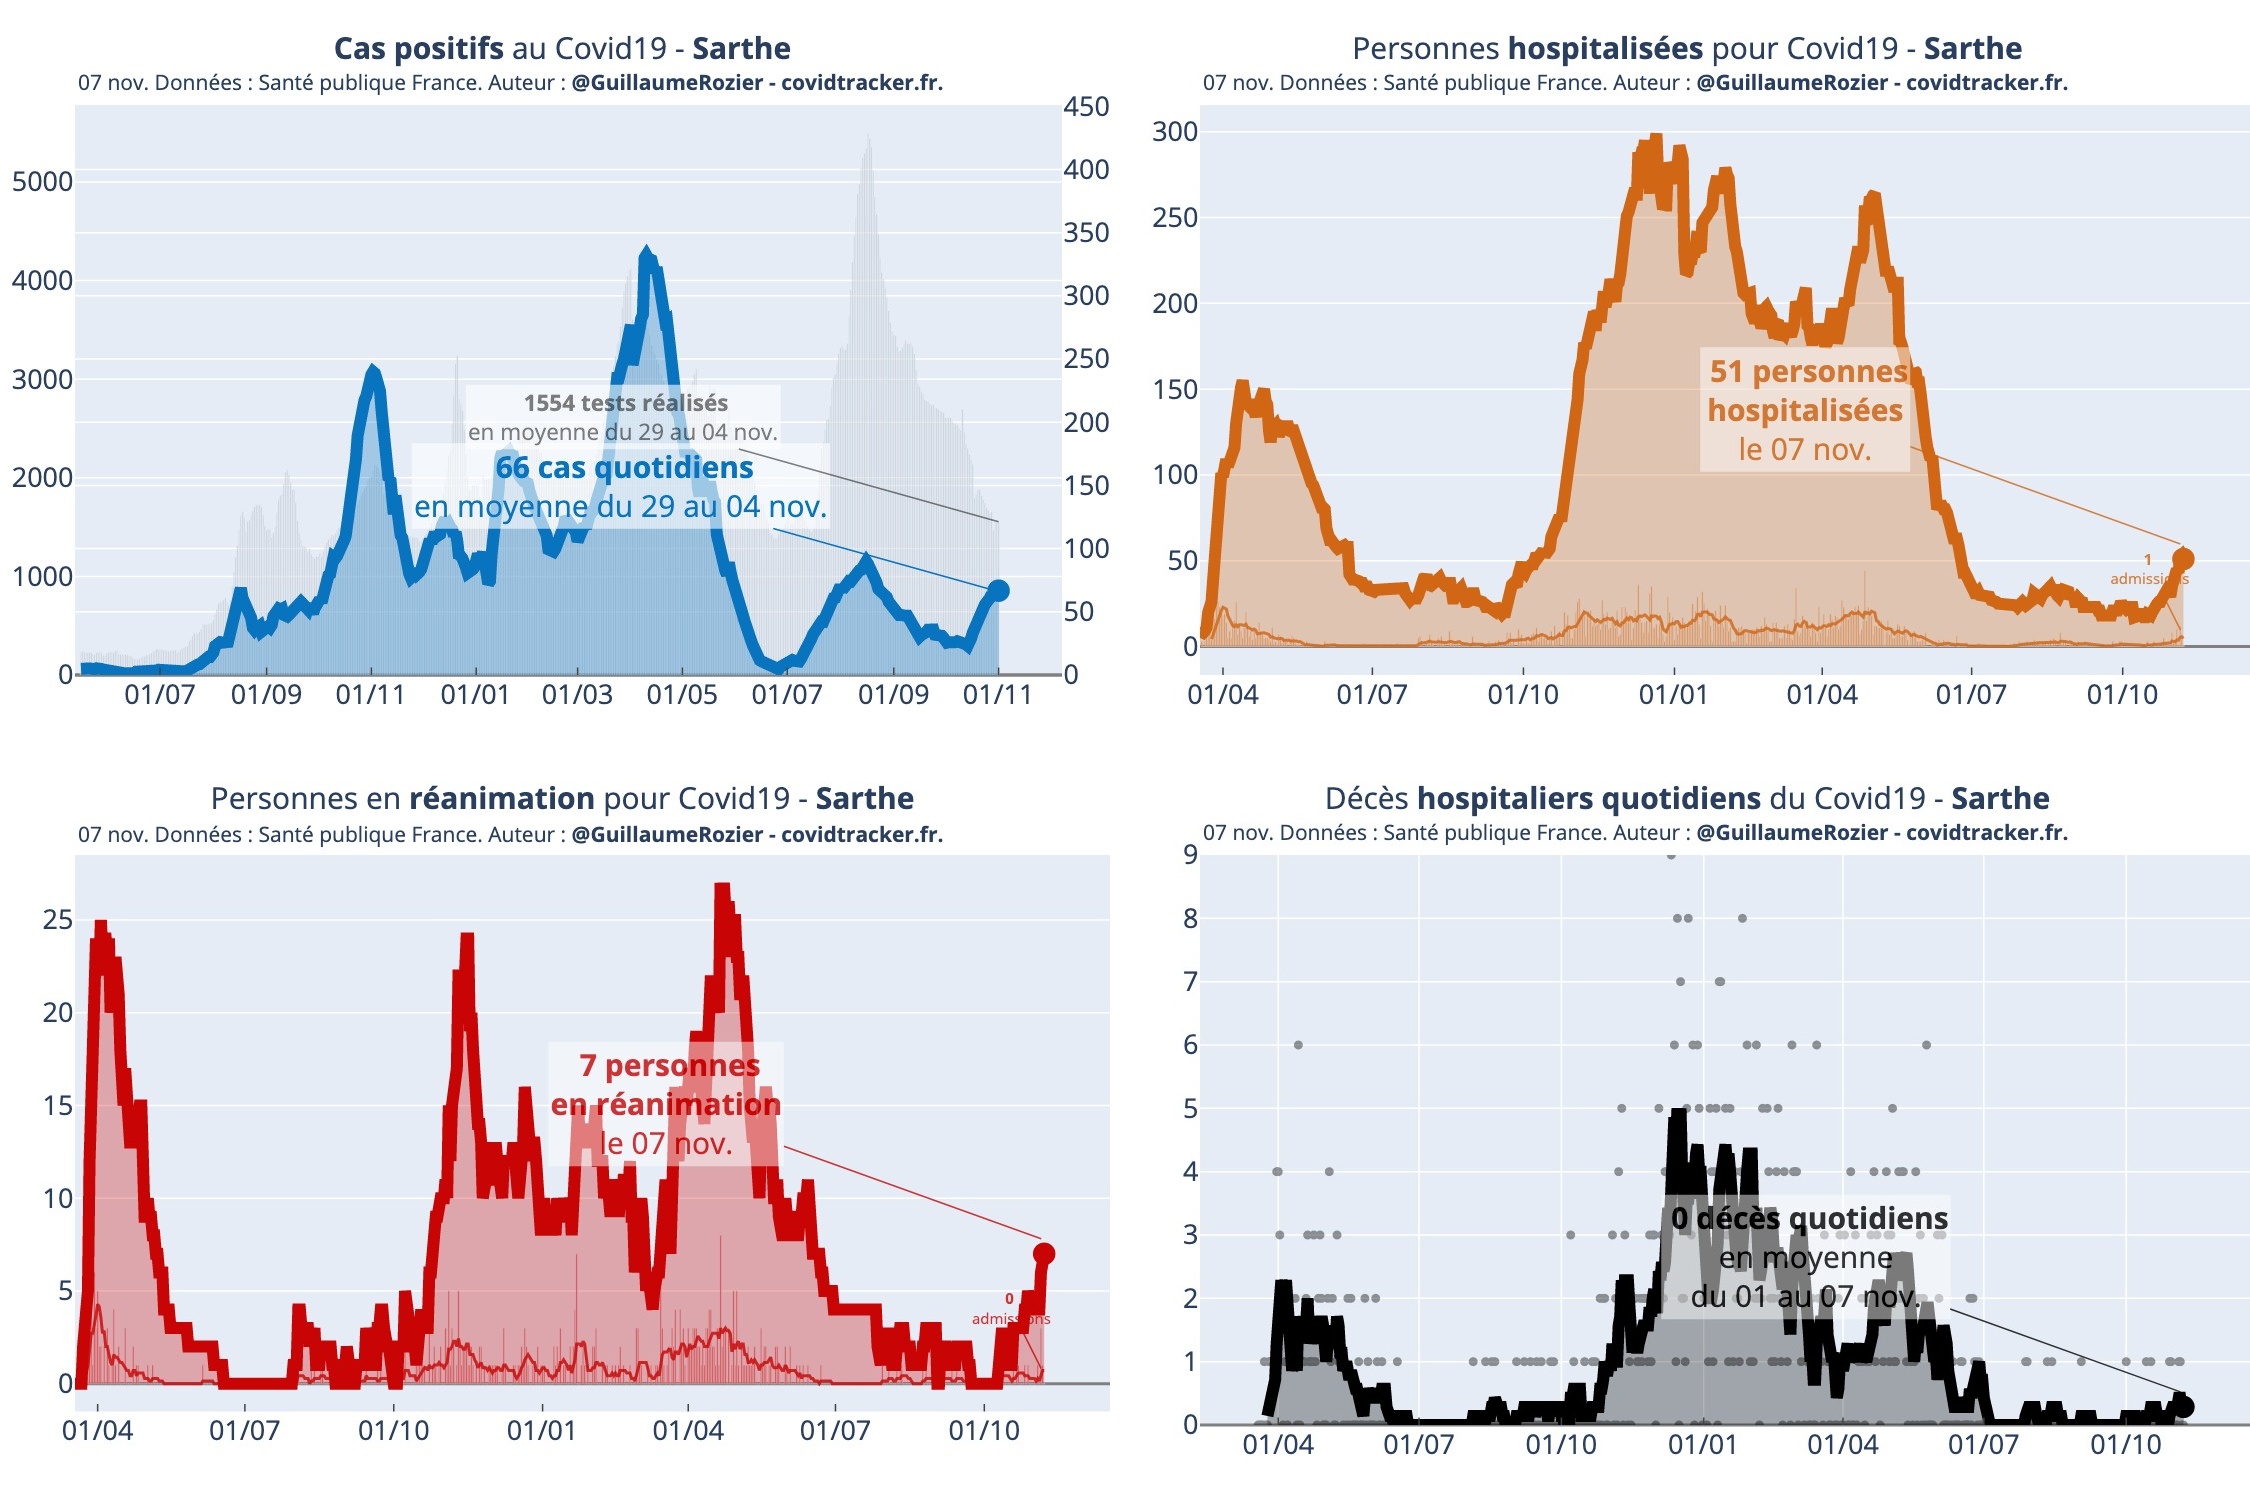 Cas positifs au Covid19 - Sarthe
07 nov. Données : Santé publique France. Auteur : @GuillaumeRozier - covidtracker.fr.
450
400
350
300
250
200
150
100
50
0
5000
4000
3000
2000
1000
0
1554 tests réalisés
en moyenne du 29 au 04 nov.
66 cas quotidiens
en moyenne du 29 au 04 nov.
01/07 01/09 01/11 01/01 01/03 01/05 01/07 01/09 01/11
Personnes hospitalisées pour Covid19 - Sarthe
07 nov. Données : Santé publique France. Auteur : @GuillaumeRozier - covidtracker.fr.
300
250
200
150
100
50
0
51 personnes
hospitalisées
le 07 nov.
1
admissions
01/04 01/07 01/10 01/01 01/04 01/07 01/10
Personnes en réanimation pour Covid19 - Sarthe
07 nov. Données : Santé publique France. Auteur : @GuillaumeRozier - covidtracker.fr.
25
20
15
10
5
0
7 personnes
en réanimation
le 07 nov.
0
admissions
01/04 01/07 01/10 01/01 01/04 01/07 01/10
Décès hospitaliers quotidiens du Covid19 - Sarthe
07 nov. Données : Santé publique France. Auteur : @GuillaumeRozier - covidtracker.fr.
9
8
7
6
5
4
3
2
1
0
0 décès quotidiens
en moyenne
du 01 au 07 nov.
01/04 01/07 01/10 01/01 01/04 01/07 01/10